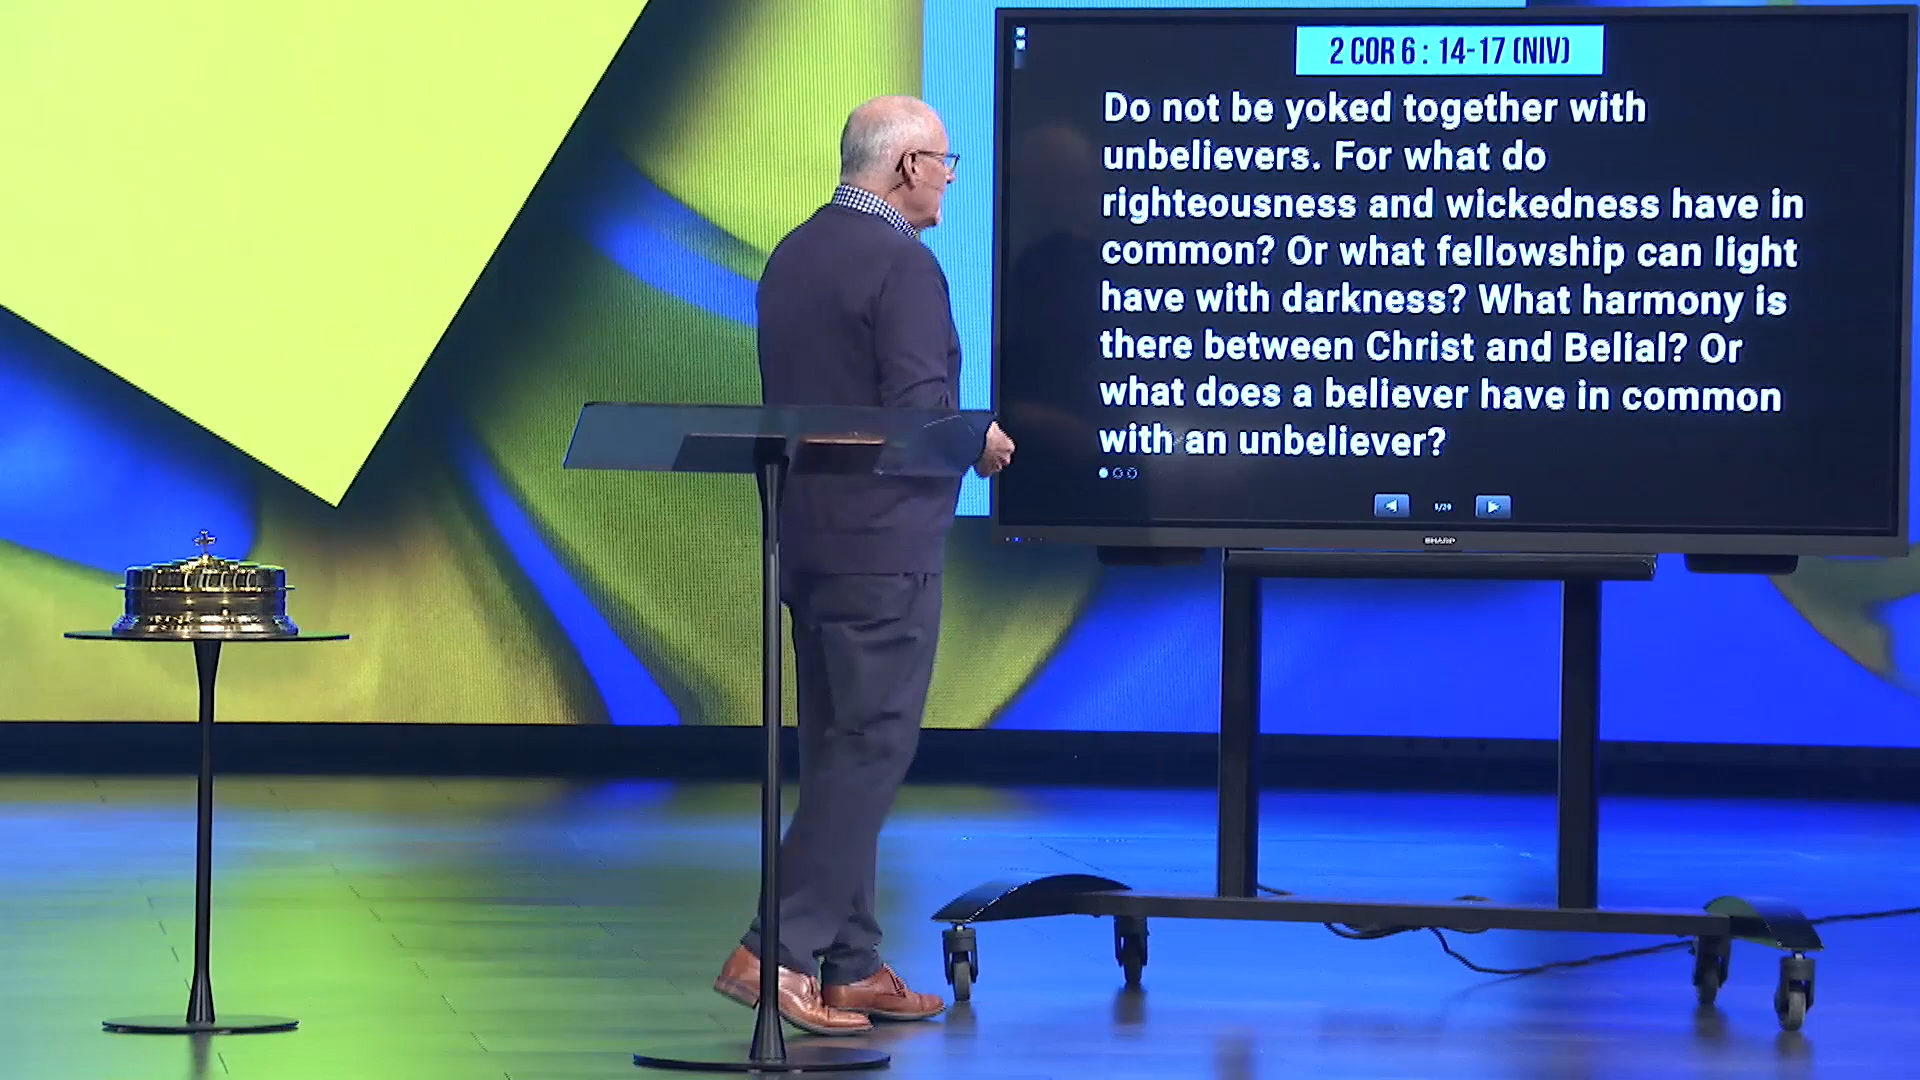 2 COR 6 : 14-17 (NIV)
Do not be yoked together with
unbelievers. For what do
righteousness and wickedness have in
common? Or what fellowship can light
have with darkness? What harmony is
there between Christ and Belial? Or
what does a believer have in common
with an unbeliever?
SHARP